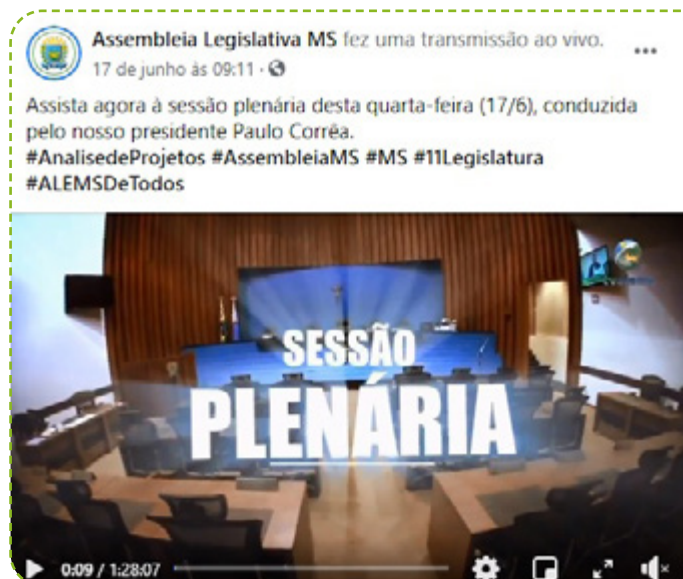 Assembleia Legislativa MS fez uma transmissão ao vivo.
17 de junho às 09:11 ·
Assista agora à sessão plenária desta quarta-feira (17/6), conduzida
pelo nosso presidente Paulo Corrêa.
#AnalisedeProjetos #AssembleiaMS #MS #11Legislatura
#ALEMSDeTodos
SESSÃO
PLENÁRIA
0:09 / 1:28:07